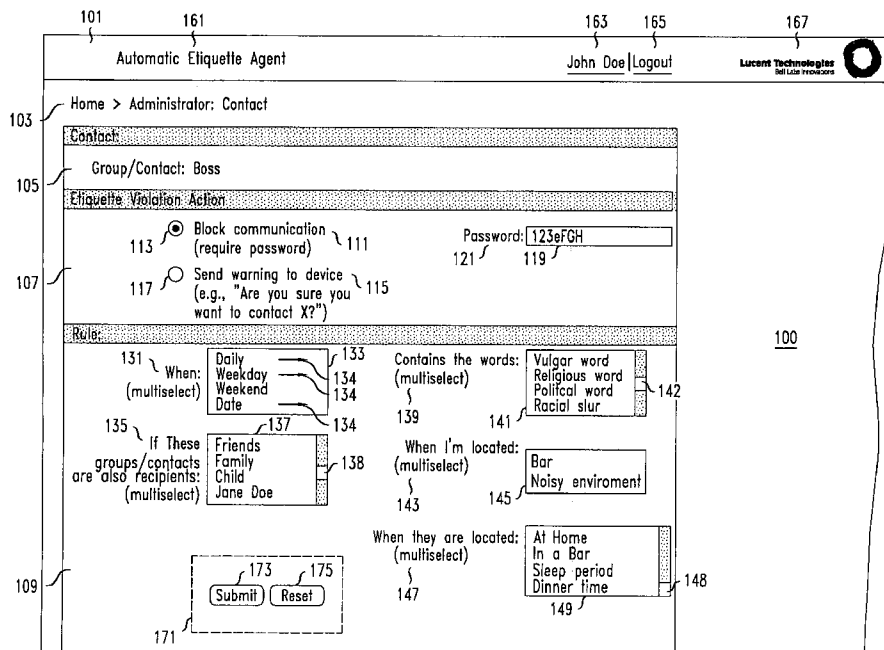 101 161 163 165 167
Automatic Etiquette Agent
John Doe | Logout
Lucent Technologies
Bell Labs Innovations
103
Home > Administrator: Contact
Contact:
105
Group/Contact: Boss
Etiquette Violation Action
113
Block communication
(require password)
111
Password: 123eFGH
121 119
107
117
Send warning to device
(e.g., "Are you sure you
want to contact X?")
115
Rule:
100
131
When:
(multiselect)
Daily
Weekday
Weekend
Date
133
134
134
134
Contains the words:
(multiselect)
139
Vulgar word
Religious word
Politcal word
Racial slur
141
142
135
If These
groups/contacts
are also recipients:
(multiselect)
137
Friends
Family
Child
Jane Doe
138
When I'm located:
(multiselect)
143
Bar
Noisy enviroment
145
When they are located:
(multiselect)
147
At Home
In a Bar
Sleep period
Dinner time
148
149
109
173 175
Submit Reset
171